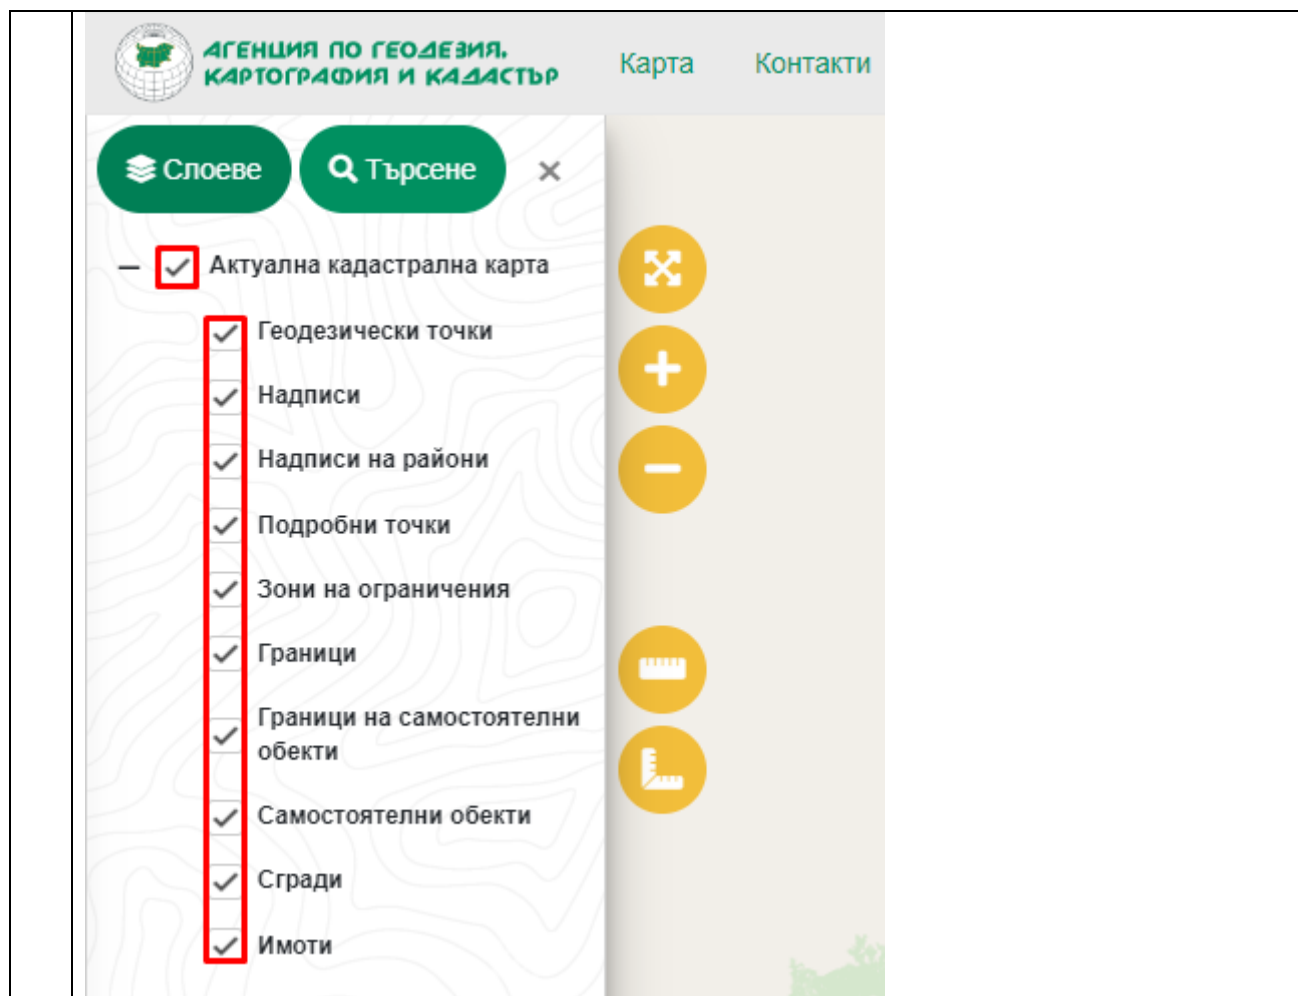 АГЕНЦИЯ ПО ГЕОДЕЗИЯ,
КАРТОГРАФИЯ И КАДАСТЪР
Карта
Контакти
Слоеве
Търсене
Актуална кадастрална карта
Геодезически точки
Надписи
Надписи на райони
Подробни точки
Зони на ограничения
Граници
Граници на самостоятелни
обекти
Самостоятелни обекти
Сгради
Имоти